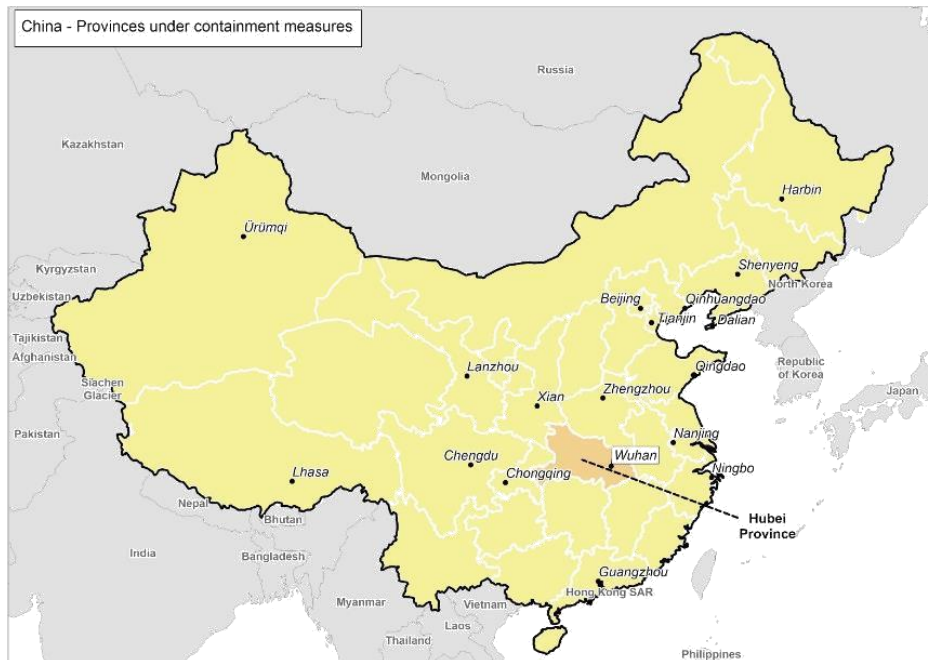 China - Provinces under containment measures
Russia
Kazakhstan
Mongolia
Harbin
Ürümqi
Shenyeng
Kyrgyzstan
North Korea
Uzbekistan
Beijing
Qinhuangdao
Tianjin
Dalian
Tajikistan
Afghanistan
Republic
of Korea
Lanzhou
Qingdao
Siachen
Glacier
Zhengzhou
Japan
Xian
Pakistan
Nanjing
Chengdu
Wuhan
Lhasa
Chongqing
Ningbo
Nepal
Hubei
Province
Bhutan
India
Bangladesh
Guangzhou
Hong Kong SAR
Myanmar
Vietnam
Laos
Thailand
Philippines